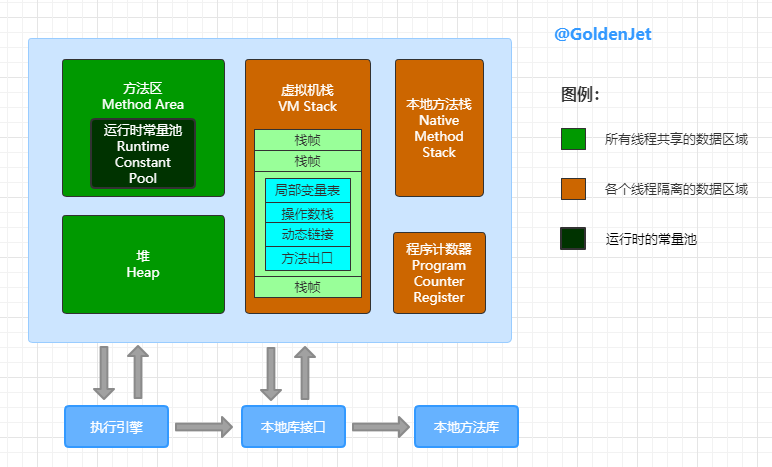 @GoldenJet
方法区
Method Area
运行时常量池
Runtime
Constant
Pool
堆
Heap
虚拟机栈
VM Stack
栈帧
栈帧
局部变量表
操作数栈
动态链接
方法出口
栈帧
本地方法栈
Native
Method
Stack
程序计数器
Program
Counter
Register
图例：
所有线程共享的数据区域
各个线程隔离的数据区域
运行时的常量池
执行引擎
本地库接口
本地方法库